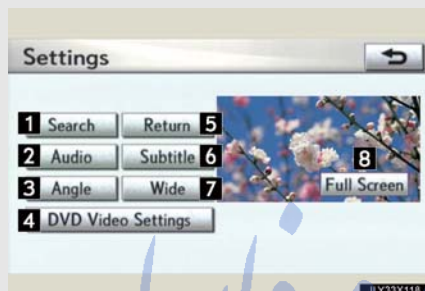 Settings
1 Search Return 5
2 Audio Subtitle 6
3 Angle Wide 7
8
Full Screen
4 DVD Video Settings